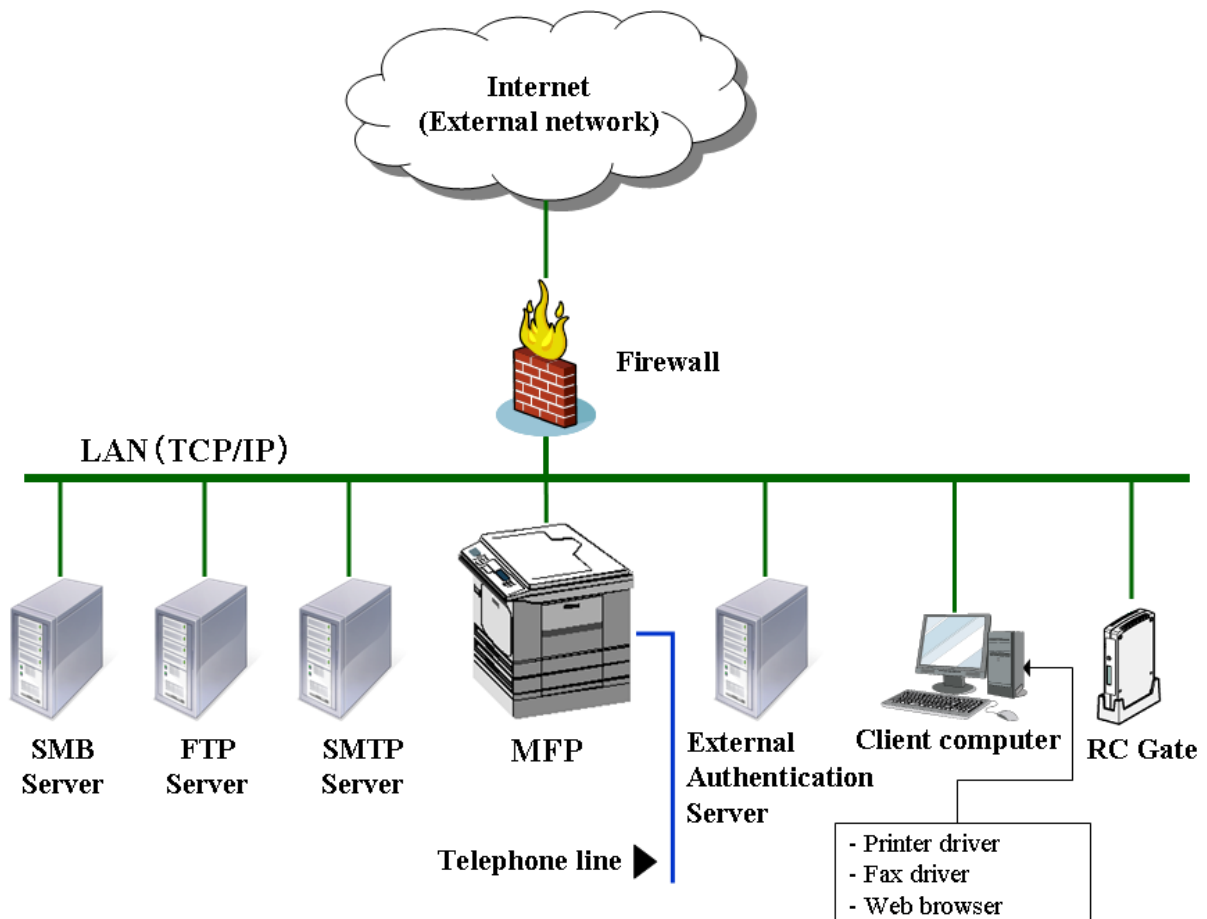 Internet
(External network)
Firewall
LAN（TCP/IP）
SMB
Server
FTP
Server
SMTP
Server
MFP
External
Authentication
Server
Client computer
RC Gate
Telephone line
- Printer driver
- Fax driver
- Web browser